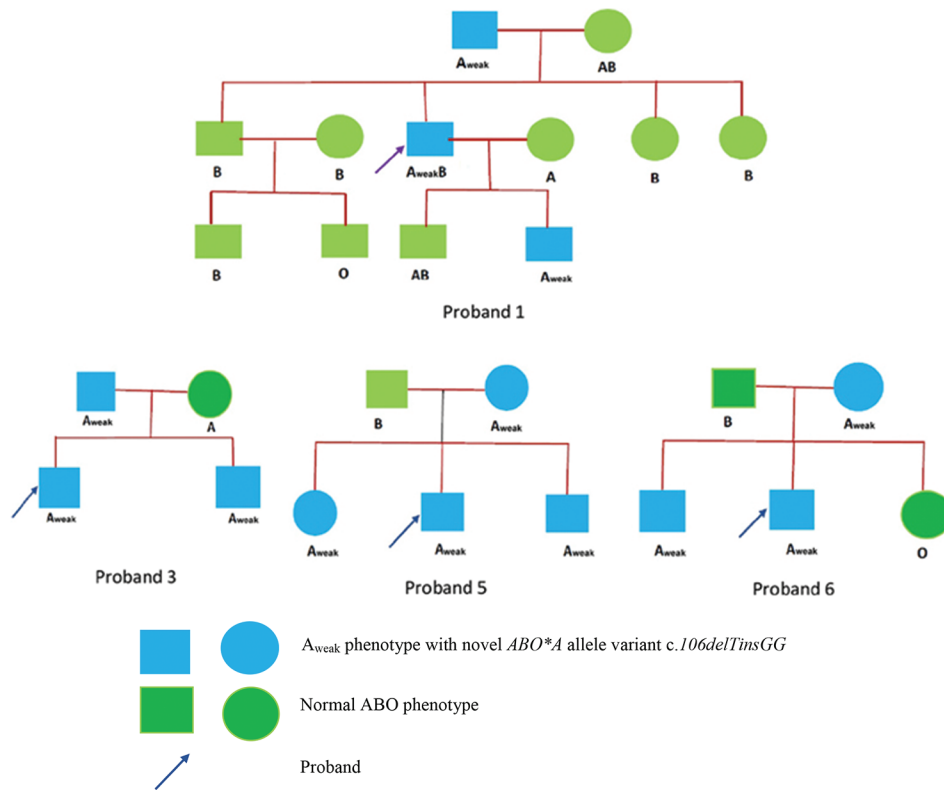 Aweak AB
B B AweakB A B B
B O AB Aweak
Proband 1
Aweak A
B Aweak
B Aweak
Aweak Aweak
Proband 3
Aweak Aweak Aweak
Proband 5
Aweak Aweak O
Proband 6
Aweak phenotype with novel ABO*A allele variant c.106delTinsGG
Normal ABO phenotype
Proband